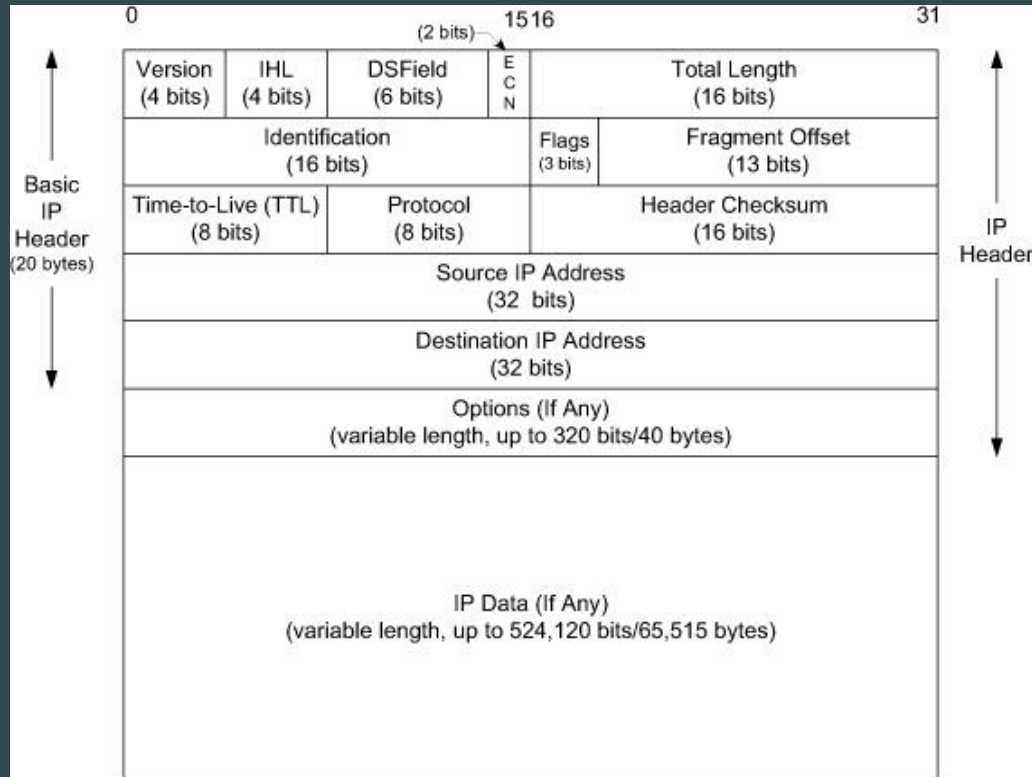 0
1516
31
(2 bits)
Version
(4 bits)
IHL
(4 bits)
DSField
(6 bits)
E
C
N
Total Length
(16 bits)
Identification
(16 bits)
Flags
(3 bits)
Fragment Offset
(13 bits)
Basic
IP
Header
(20 bytes)
Time-to-Live (TTL)
(8 bits)
Protocol
(8 bits)
Header Checksum
(16 bits)
IP
Header
Source IP Address
(32 bits)
Destination IP Address
(32 bits)
Options (If Any)
(variable length, up to 320 bits/40 bytes)
IP Data (If Any)
(variable length, up to 524,120 bits/65,515 bytes)